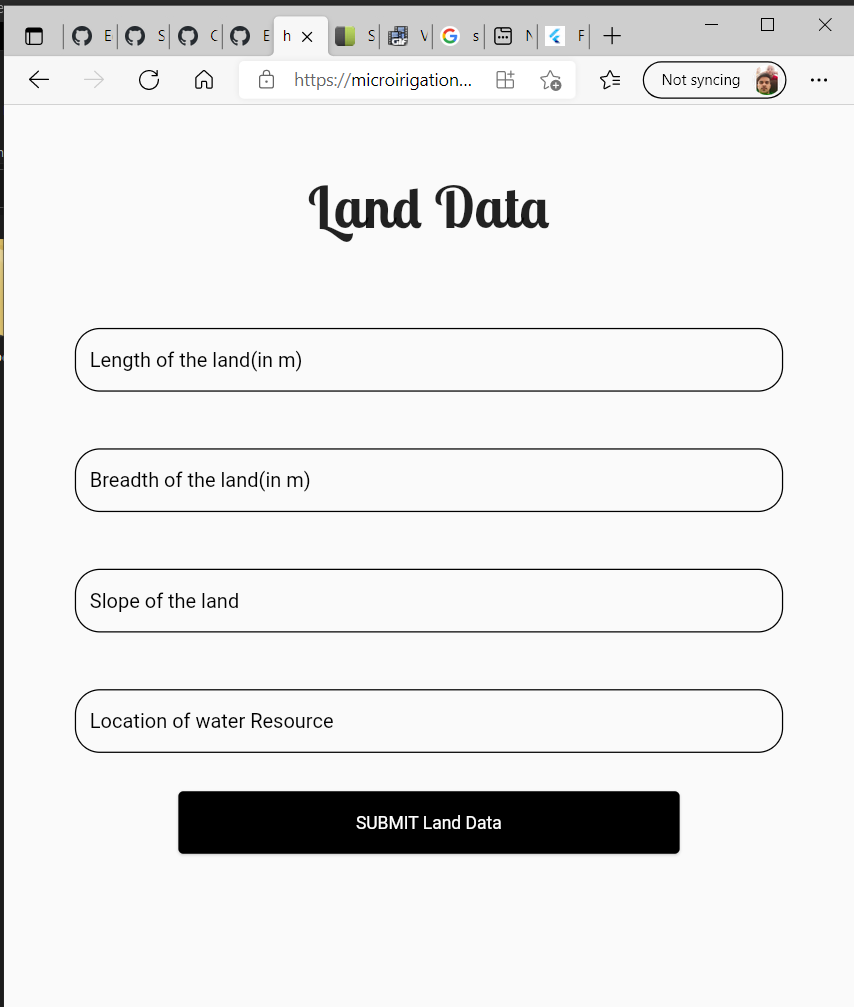 E S C E h S V G s N F
https://microirigation... Not syncing
Land Data
Length of the land(in m)
Breadth of the land(in m)
Slope of the land
Location of water Resource
SUBMIT Land Data